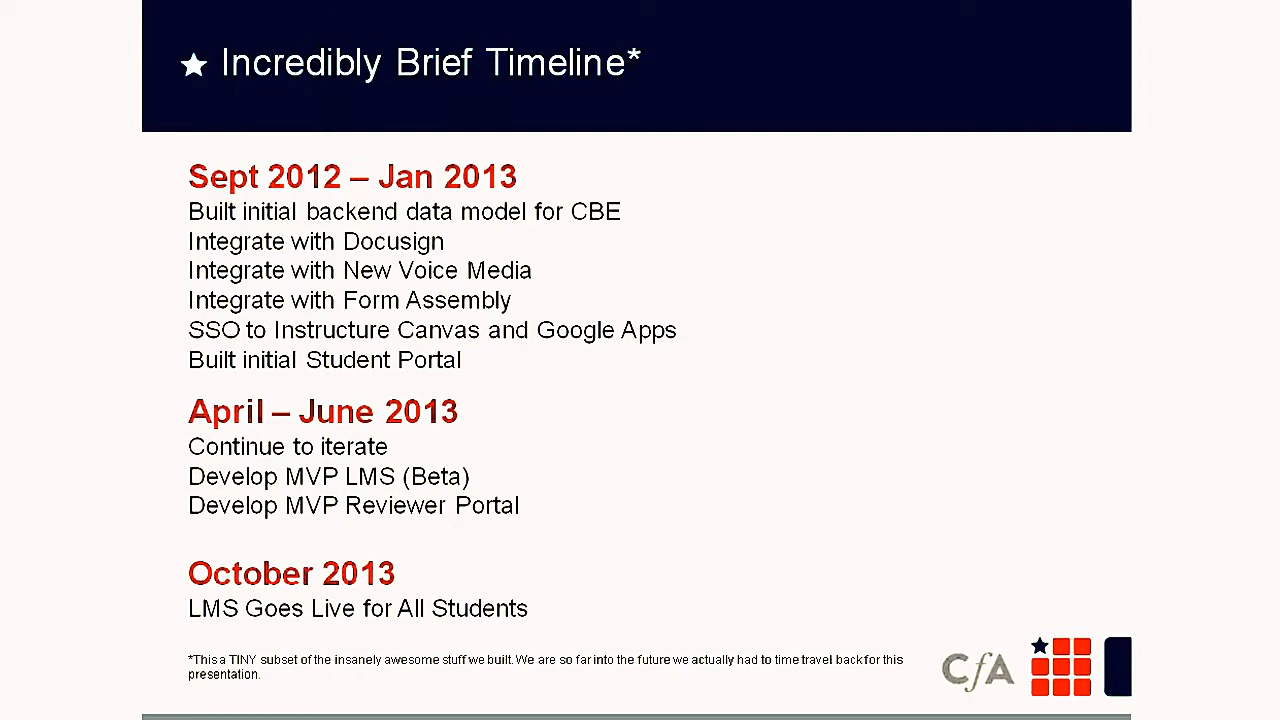 Incredibly Brief Timeline*
Sept 2012 – Jan 2013
Built initial backend data model for CBE
Integrate with Docusign
Integrate with New Voice Media
Integrate with Form Assembly
SSO to Instructure Canvas and Google Apps
Built initial Student Portal
April – June 2013
Continue to iterate
Develop MVP LMS (Beta)
Develop MVP Reviewer Portal
October 2013
LMS Goes Live for All Students
*This a TINY subset of the insanely awesome stuff we built. We are so far into the future we actually had to time travel back for this
presentation.
CfA